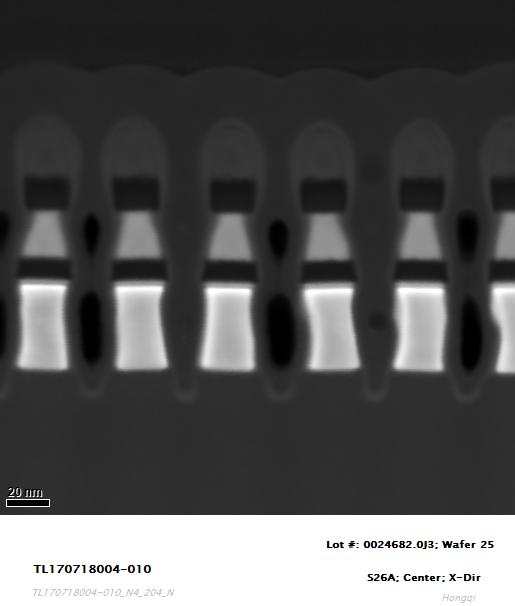 20 nm
Lot #: 0024682.0J3; Wafer 25
TL170718004-010
S26A; Center; X-Dir
TL170718004-010_N4_204_N
Hongqi